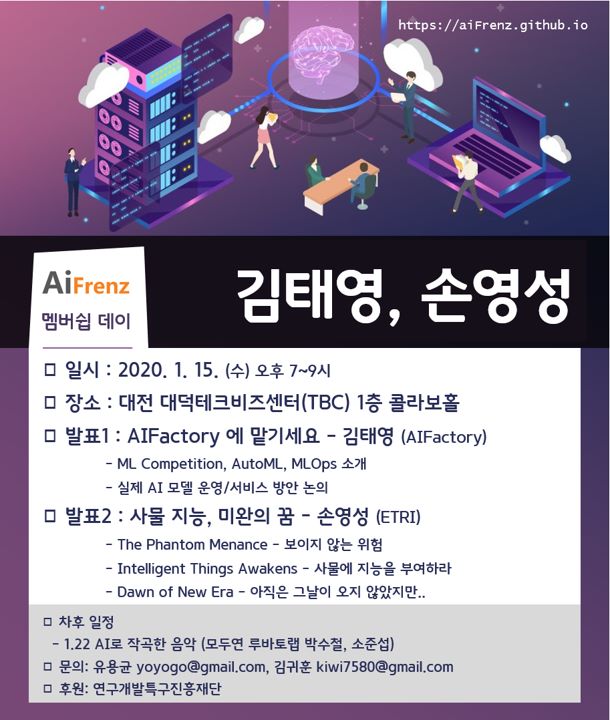 https://aiFrenz.github.io
AiFrenz
멤버쉽 데이
김태영, 손영성
□ 일시 : 2020. 1. 15. (수) 오후 7~9시
□ 장소 : 대전 대덕테크비즈센터(TBC) 1층 콜라보홀
□ 발표1 : AIFactory 에 맡기세요 - 김태영 (AIFactory)
- ML Competition, AutoML, MLOps 소개
- 실제 AI 모델 운영/서비스 방안 논의
□ 발표2 : 사물 지능, 미완의 꿈 - 손영성 (ETRI)
- The Phantom Menance - 보이지 않는 위험
- Intelligent Things Awakens - 사물에 지능을 부여하라
- Dawn of New Era - 아직은 그날이 오지 않았지만..
□ 차후 일정
- 1.22 AI로 작곡한 음악 (모두연 루바토랩 박수철, 소준섭)
□ 문의: 유용균 yoyogo@gmail.com, 김귀훈 kiwi7580@gmail.com
□ 후원: 연구개발특구진흥재단